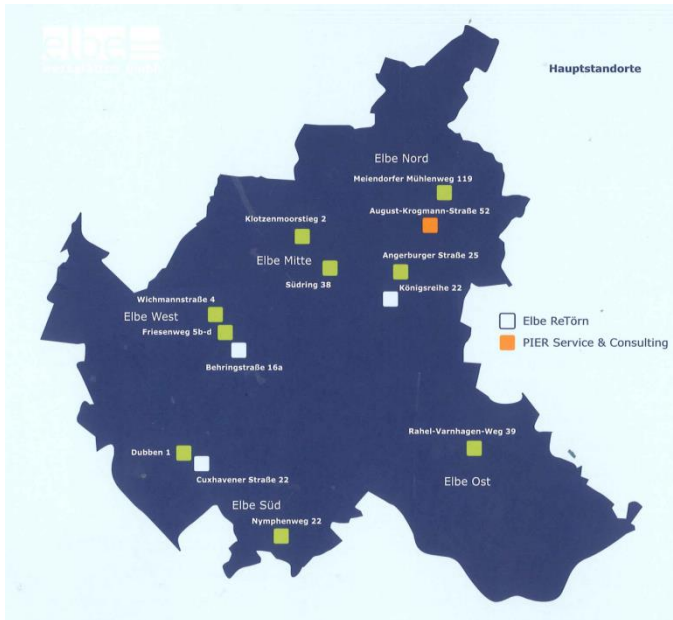 Hauptstandorte
Elbe Nord
Meiendorfer Mühlenweg 119
August-Krogmann-Straße 52
Klotzenmoorstieg 2
Elbe Mitte
Angerburger Straße 25
Südring 38
Königsreihe 22
Wichmannstraße 4
Elbe West
Friesenweg 5b-d
Behringstraße 16a
Elbe ReTörn
PIER Service & Consulting
Rahel-Varnhagen-Weg 39
Dubben 1
Cuxhavener Straße 22
Elbe Ost
Elbe Süd
Nymphenweg 22